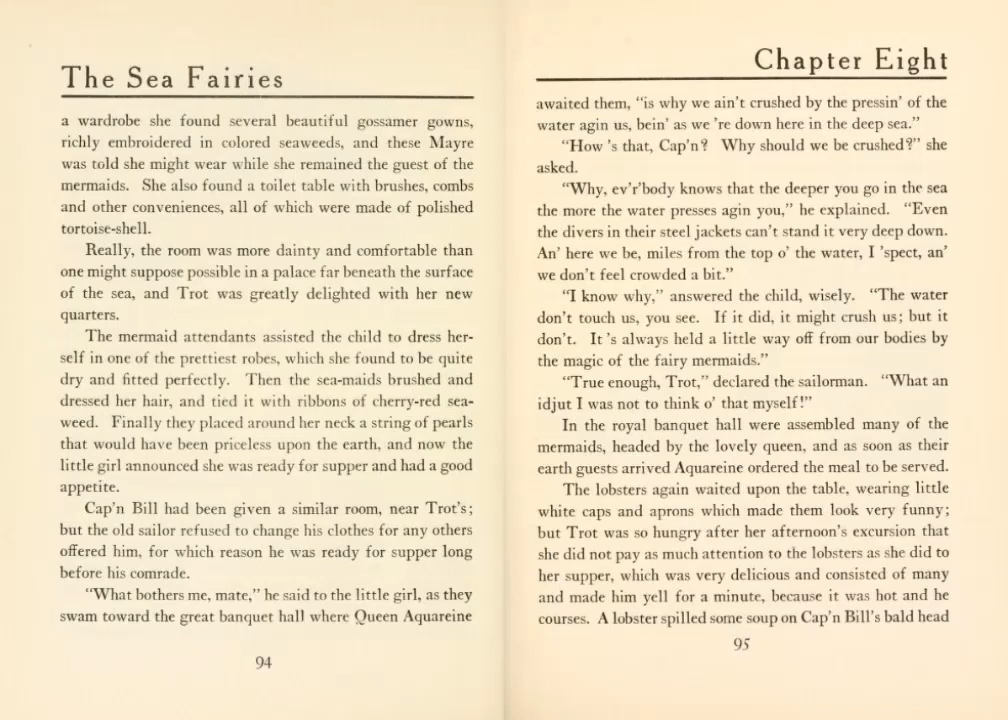 The Sea Fairies
a wardrobe she found several beautiful gossamer gowns,
richly embroidered in colored seaweeds, and these Mayre
was told she might wear while she remained the guest of the
mermaids. She also found a toilet table with brushes, combs
and other conveniences, all of which were made of polished
tortoise-shell.
Really, the room was more dainty and comfortable than
one might suppose possible in a palace far beneath the surface
of the sea, and Trot was greatly delighted with her new
quarters.
The mermaid attendants assisted the child to dress her-
self in one of the prettiest robes, which she found to be quite
dry and fitted perfectly. Then the sea-maids brushed and
dressed her hair, and tied it with ribbons of cherry-red sea-
weed. Finally they placed around her neck a string of pearls
that would have been priceless upon the earth, and now the
little girl announced she was ready for supper and had a good
appetite.
Cap'n Bill had been given a similar room, near Trot's;
but the old sailor refused to change his clothes for any others
offered him, for which reason he was ready for supper long
before his comrade.
"What bothers me, mate," he said to the little girl, as they
swam toward the great banquet hall where Queen Aquareine
94
Chapter Eight
awaited them, "is why we ain't crushed by the pressin' of the
water agin us, bein' as we 're down here in the deep sea."
"How 's that, Cap'n? Why should we be crushed?" she
asked.
"Why, ev'r'body knows that the deeper you go in the sea
the more the water presses agin you," he explained. "Even
the divers in their steel jackets can't stand it very deep down.
An' here we be, miles from the top o' the water, I 'spect, an'
we don't feel crowded a bit."
"I know why," answered the child, wisely. "The water
don't touch us, you see. If it did, it might crush us; but it
don't. It 's always held a little way off from our bodies by
the magic of the fairy mermaids."
"True enough, Trot," declared the sailorman. "What an
idjut I was not to think o' that myself!"
In the royal banquet hall were assembled many of the
mermaids, headed by the lovely queen, and as soon as their
earth guests arrived Aquareine ordered the meal to be served.
The lobsters again waited upon the table, wearing little
white caps and aprons which made them look very funny;
but Trot was so hungry after her afternoon's excursion that
she did not pay as much attention to the lobsters as she did to
her supper, which was very delicious and consisted of many
and made him yell for a minute, because it was hot and he
courses. A lobster spilled some soup on Cap'n Bill's bald head
95